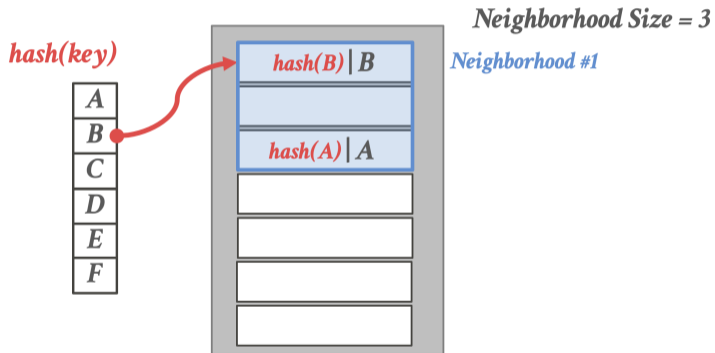 Neighborhood Size = 3
hash(key)
hash(B)|B
Neighborhood #1
A
B
C
D
E
F
hash(A)|A